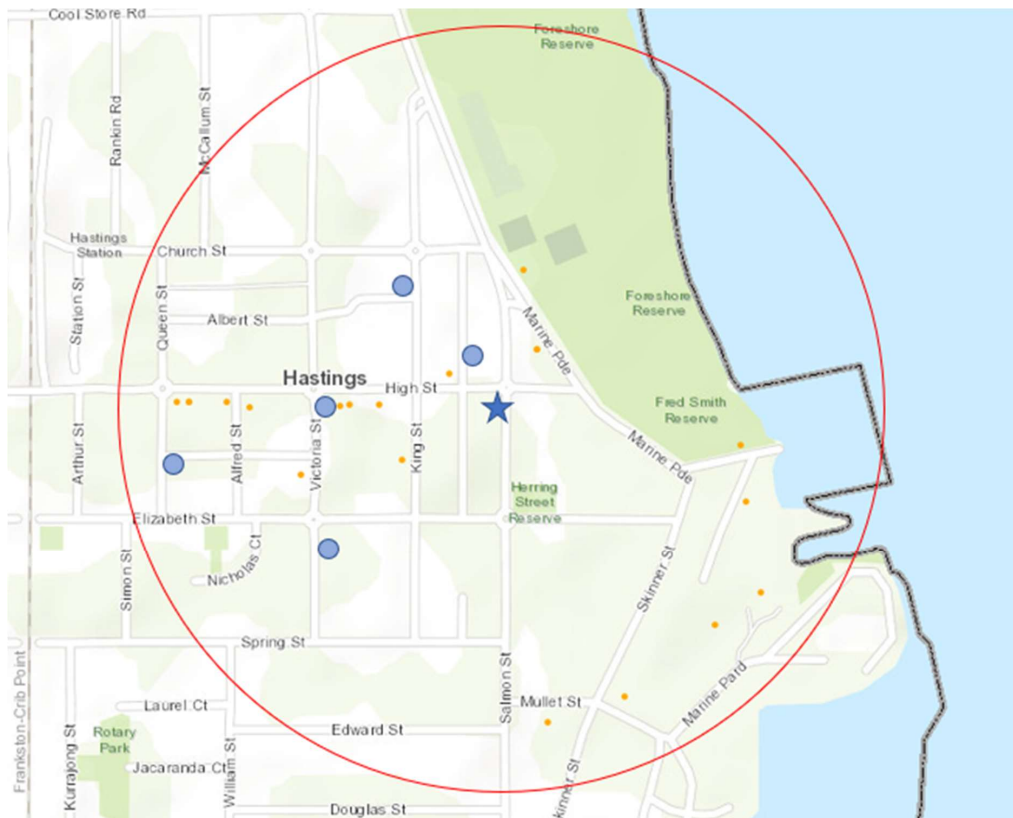 Cool Store Rd
Foreshore
Reserve
Rankin Rd
McCallum St
Hastings
Station
Church St
Station St
Queen St
Albert St
Foreshore
Reserve
Marine Pde
Hastings
High St
Fred Smith
Reserve
Arthur St
Alfred St
Victoria St
King St
Marine Pde
Herring
Street
Reserve
Elizabeth St
Simon St
Nicholas Ct
Skinner St
Spring St
Frankston-Crib Point
Salmon St
Laurel Ct
Mullet St
Marine Pard
Rotary
Park
Kurrajong St
William St
Edward St
Jacaranda Ct
Skinner St
Douglas St